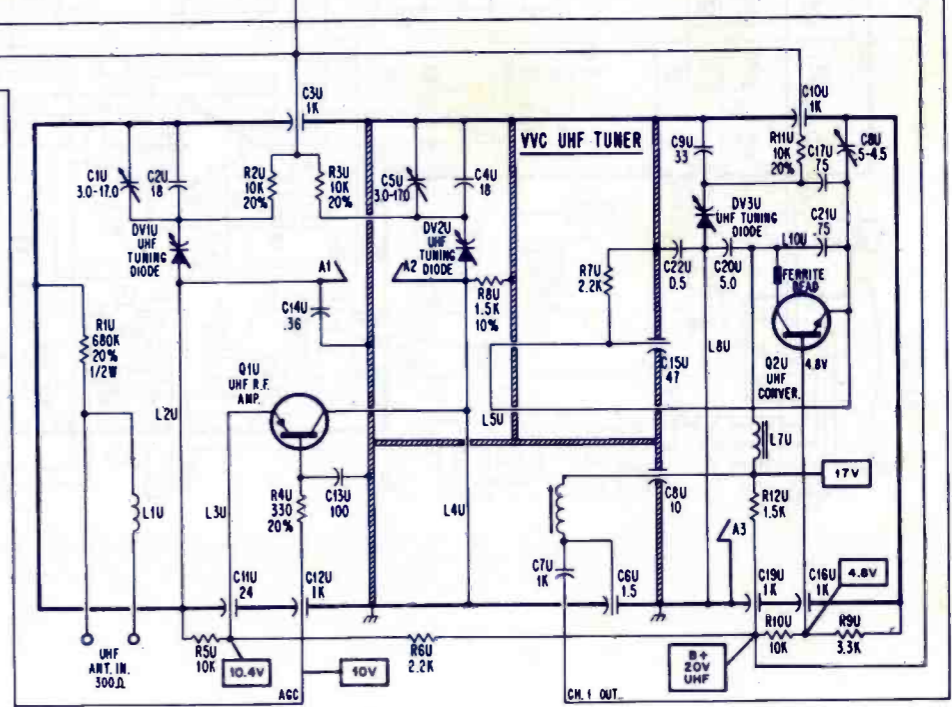 C3U
1K
C10U
1K
VVC UHF TUNER
C1U
3.0-17.0
C2U
18
R2U
10K
20%
R3U
10K
20%
C5U
3.0-17.0
C4U
18
C9U
33
R11U
10K
20%
C17U
.75
C8U
.5-4.5
DV1U
UHF
TUNING
DIODE
DV2U
UHF
TUNING
DIODE
DV3U
UHF TUNING
DIODE
C21U
.75
L10U
A1
A2
R8U
1.5K
10%
R7U
2.2K
C22U
0.5
C20U
5.0
FERRITE
BEAD
C14U
.36
R1U
680K
20%
1/2W
Q1U
UHF R.F.
AMP.
C15U
47
L8U
Q2U
UHF
CONVER.
4.8V
L2U
L5U
L7U
17V
L1U
L3U
R4U
330
20%
C13U
100
L4U
C8U
10
R12U
1.5K
A3
C11U
24
C12U
1K
C7U
1K
C6U
1.5
C19U
1K
C16U
1K
4.8V
UHF
ANT. IN.
300Ω
R5U
10K
10.4V
10V
R6U
2.2K
B+
20V
UHF
R10U
10K
R9U
3.3K
AGC
CH. 1 OUT